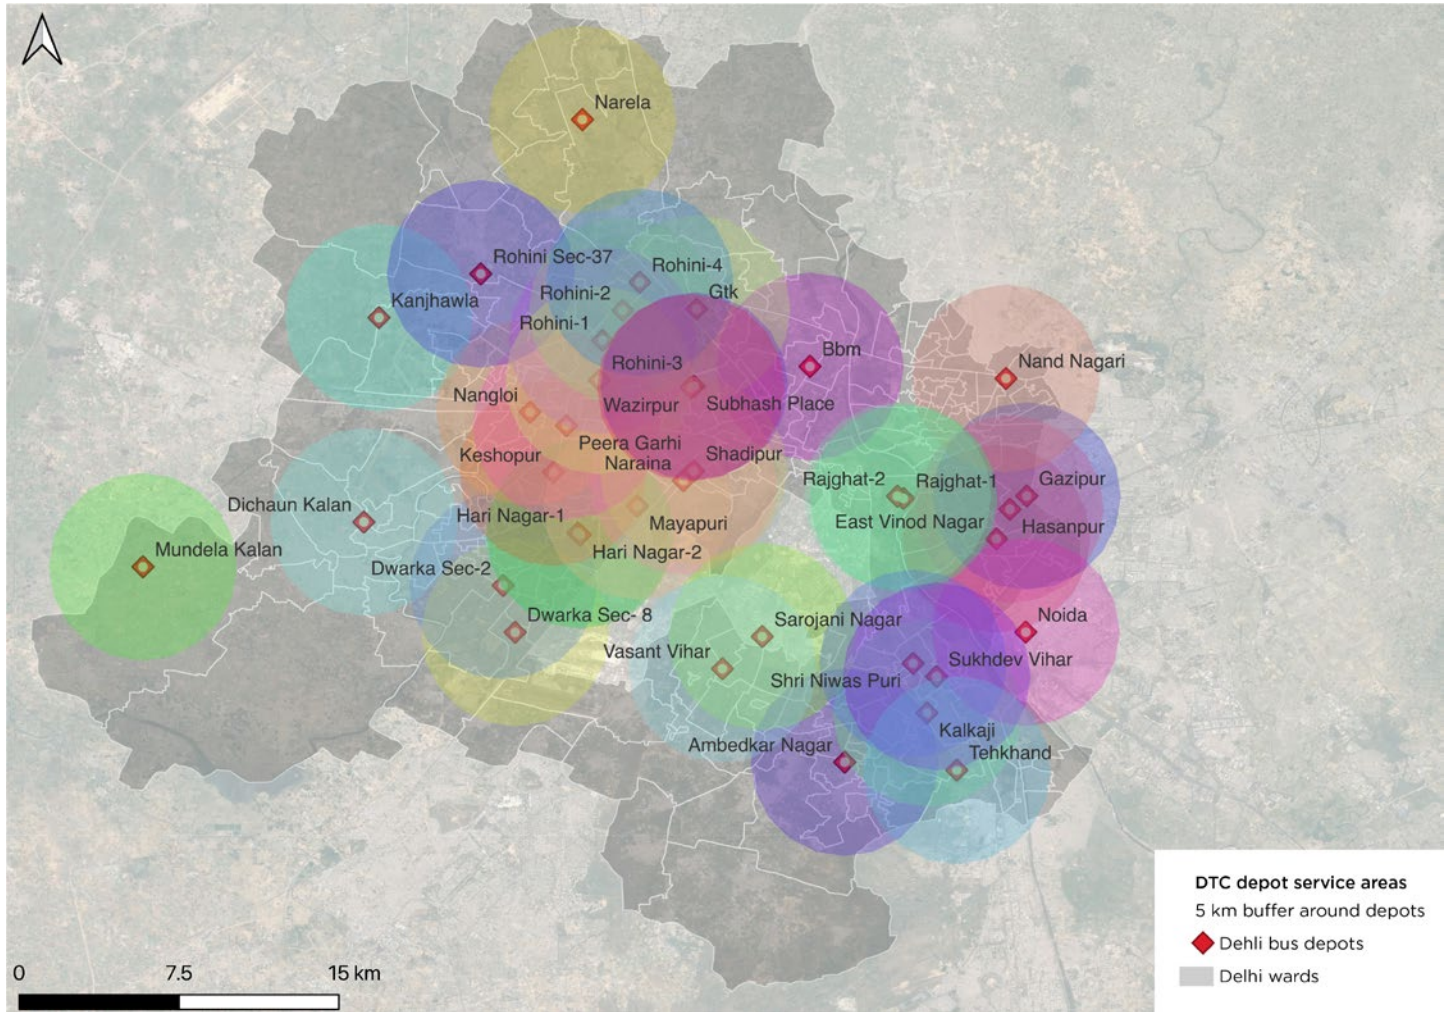 Narela
Rohini Sec-37
Rohini-4
Kanjhawla
Rohini-2
Gtk
Rohini-1
Bbm
Rohini-3
Nand Nagari
Nangloi
Wazirpur
Subhash Place
Peera Garhi
Keshopur
Naraina
Shadipur
Rajghat-2
Rajghat-1
Gazipur
Dichaun Kalan
Hari Nagar-1
Mayapuri
East Vinod Nagar
Hasanpur
Mundela Kalan
Hari Nagar-2
Dwarka Sec-2
Dwarka Sec- 8
Sarojani Nagar
Noida
Vasant Vihar
Sukhdev Vihar
Shri Niwas Puri
Kalkaji
Ambedkar Nagar
Tehkhand
DTC depot service areas
5 km buffer around depots
Dehli bus depots
Delhi wards
0 7.5 15 km